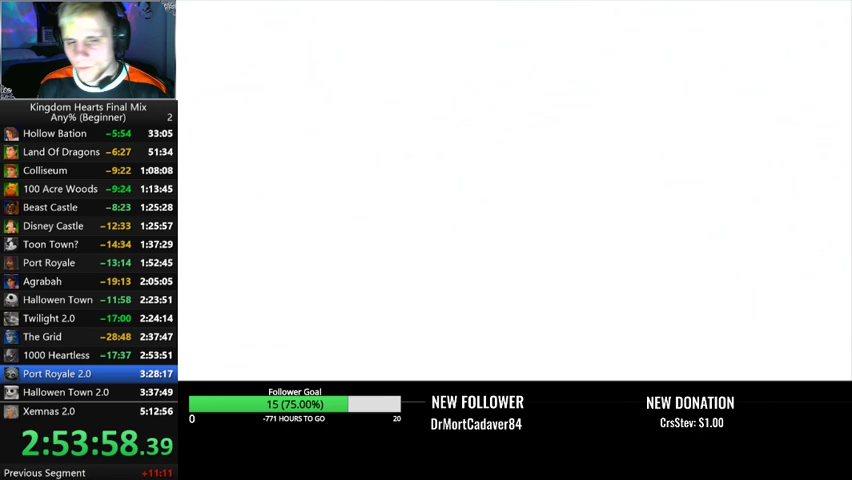 Kingdom Hearts Final Mix
Any% (Beginner) 2
Hollow Bation -5:54 33:05
Land Of Dragons -6:27 51:34
Colliseum -9:22 1:08:08
100 Acre Woods -9:24 1:13:45
Beast Castle -8:23 1:25:28
Disney Castle -12:33 1:25:57
Toon Town? -14:34 1:37:29
Port Royale -13:14 1:52:45
Agrabah -19:13 2:05:05
Hallowen Town -11:58 2:23:51
Twilight 2.0 -17:00 2:24:14
The Grid -28:48 2:37:47
1000 Heartless -17:37 2:53:51
Port Royale 2.0 3:28:17
Hallowen Town 2.0 3:37:49
Xemnas 2.0 5:12:56
2:53:58.39
Previous Segment +11:11
Follower Goal
15 (75.00%)
0 -771 HOURS TO GO 20
NEW FOLLOWER
DrMortCadaver84
NEW DONATION
CrsStev: $1.00